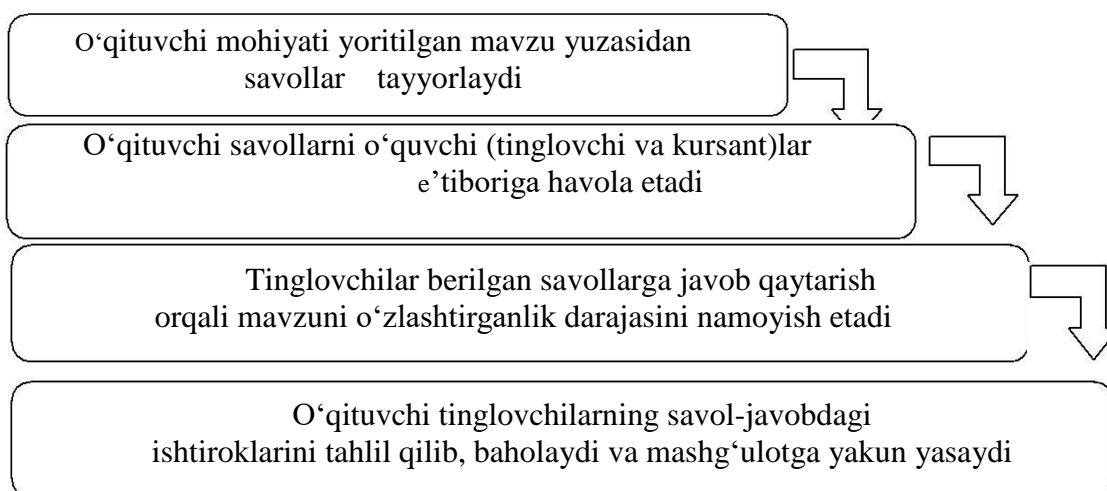 O‘qituvchi mohiyati yoritilgan mavzu yuzasidan
savollar tayyorlaydi
O‘qituvchi savollarni o‘quvchi (tinglovchi va kursant)lar
e’tiboriga havola etadi
Tinglovchilar berilgan savollarga javob qaytarish
orqali mavzuni o‘zlashtirganlik darajasini namoyish etadi
O‘qituvchi tinglovchilarning savol-javobdagi
ishtiroklarini tahlil qilib, baholaydi va mashg‘ulotga yakun yasaydi